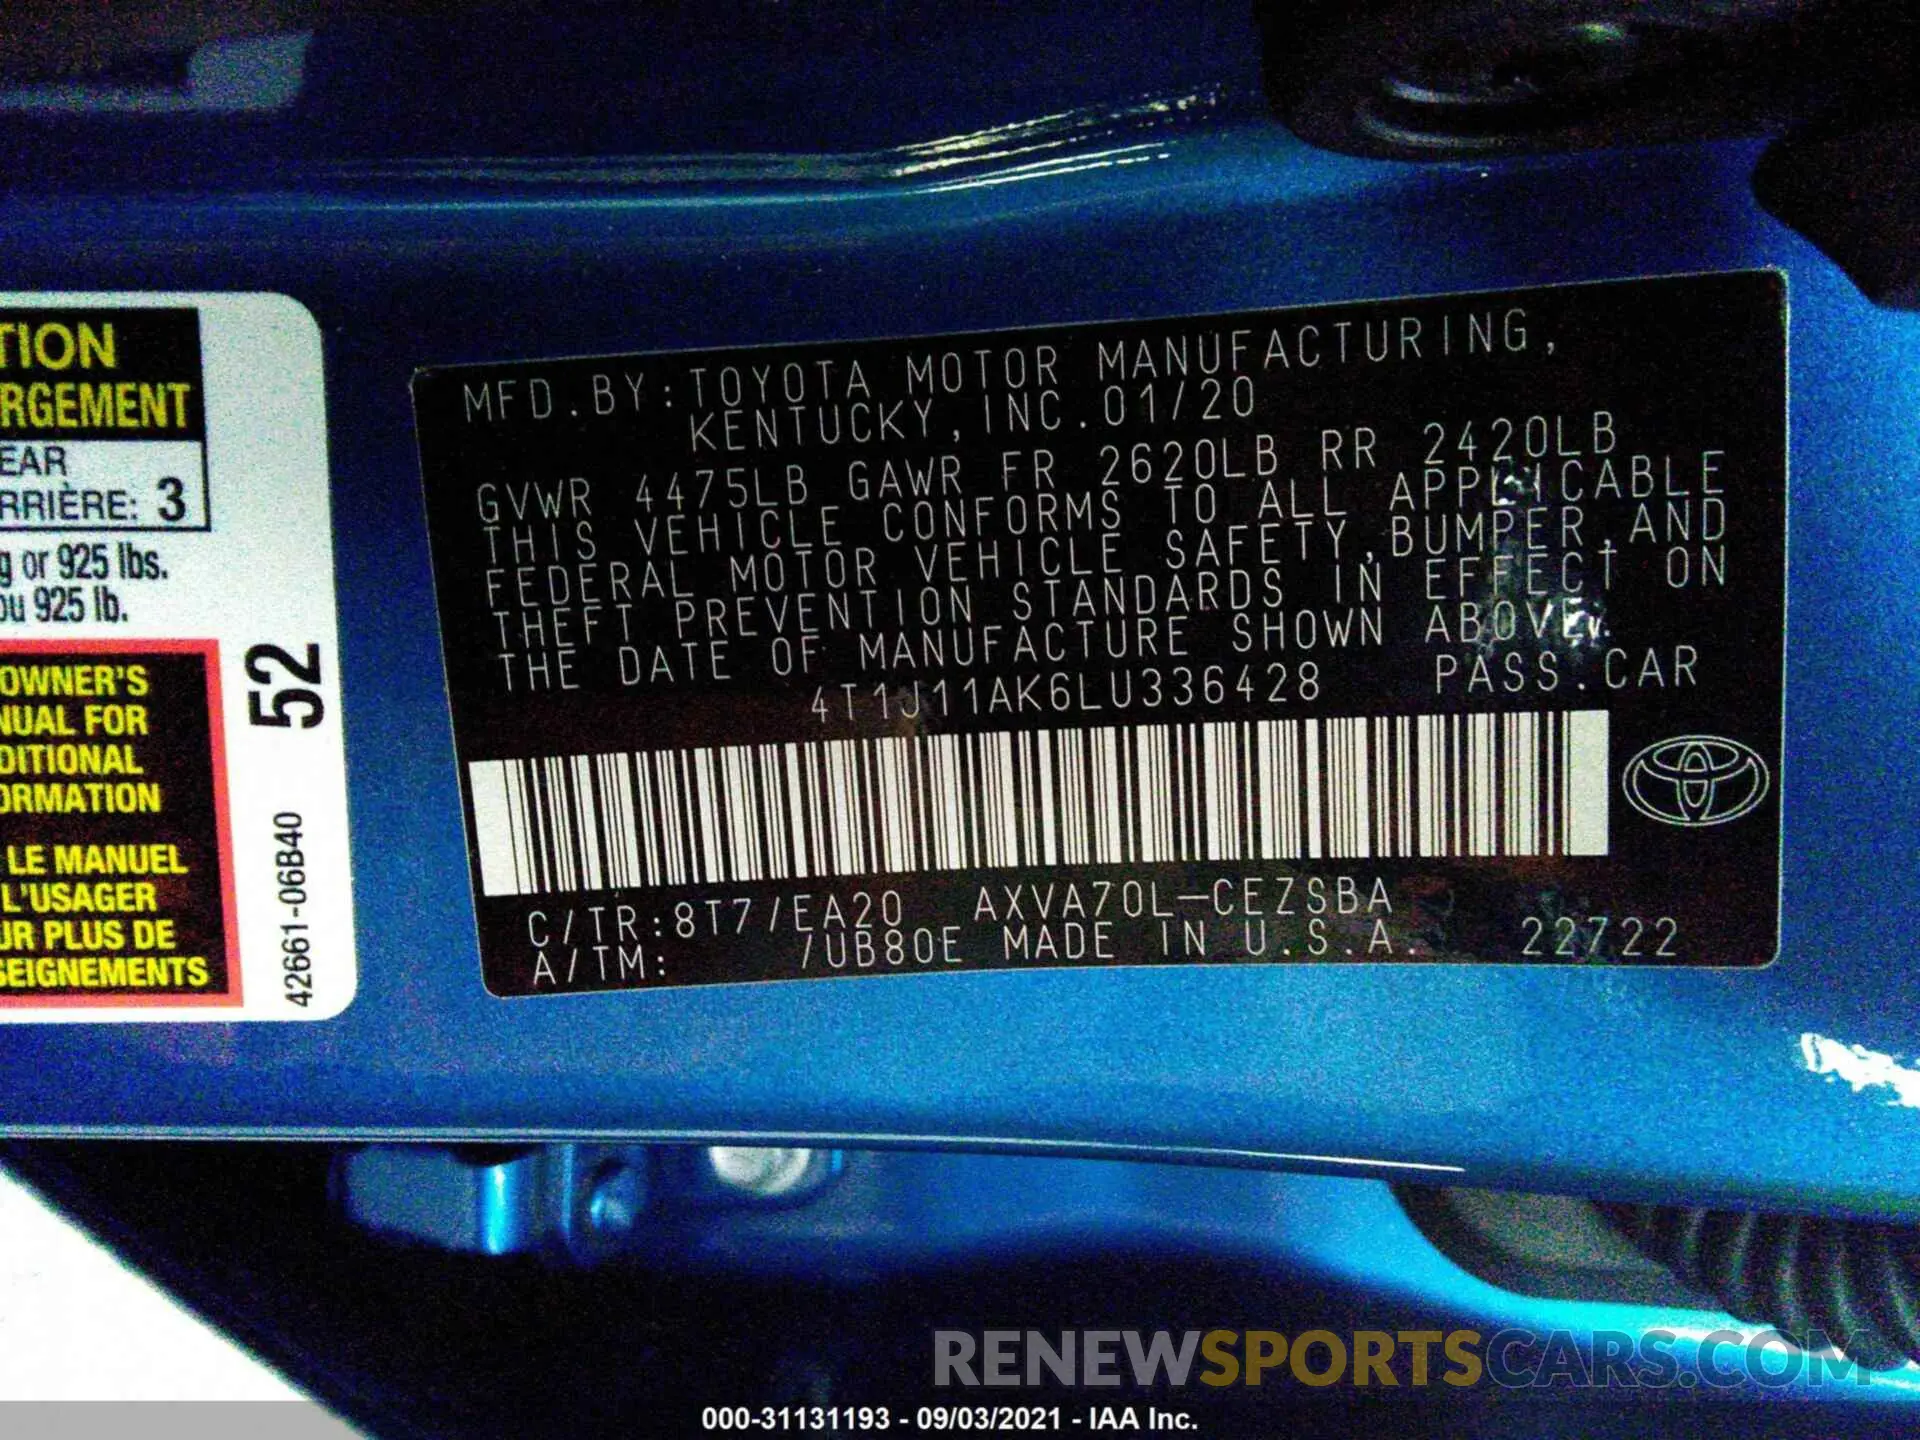 TION
RGEMENT
EAR
RRIÈRE: 3
g or 925 lbs.
ou 925 lb.
OWNER'S
NUAL FOR
DITIONAL
ORMATION
LE MANUEL
L'USAGER
UR PLUS DE
SEIGNEMENTS
52
42661-06B40
MFD.BY:TOYOTA MOTOR MANUFACTURING,
KENTUCKY,INC.01/20
GVWR 4475LB GAWR FR 2620LB RR 2420LB
THIS VEHICLE CONFORMS TO ALL APPLICABLE
FEDERAL MOTOR VEHICLE SAFETY,BUMPER,AND
THEFT PREVENTION STANDARDS IN EFFECT ON
THE DATE OF MANUFACTURE SHOWN ABOVE.
4T1J11AK6LU336428 PASS.CAR
C/TR:8T7/EA20 AXVA70L-CEZSBA
A/TM: /UB80E MADE IN U.S.A. 22722
RENEWSPORTSCARS.COM
000-31131193 - 09/03/2021 - IAA Inc.